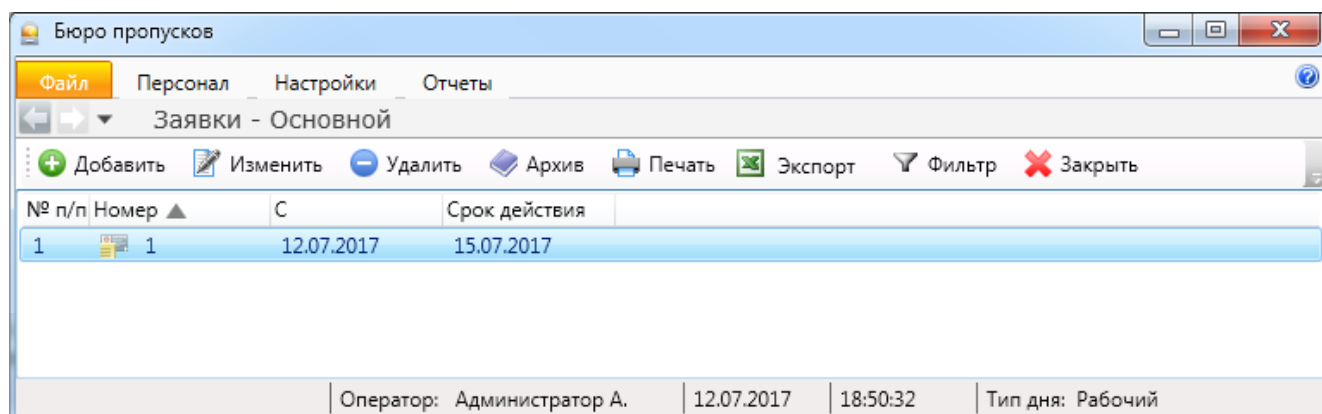 Бюро пропусков
Файл Персонал Настройки Отчеты
Заявки - Основной
Добавить Изменить Удалить Архив Печать Экспорт Фильтр Закрыть
№ п/п Номер С Срок действия
1 1 12.07.2017 15.07.2017
Оператор: Администратор А. 12.07.2017 18:50:32 Тип дня: Рабочий